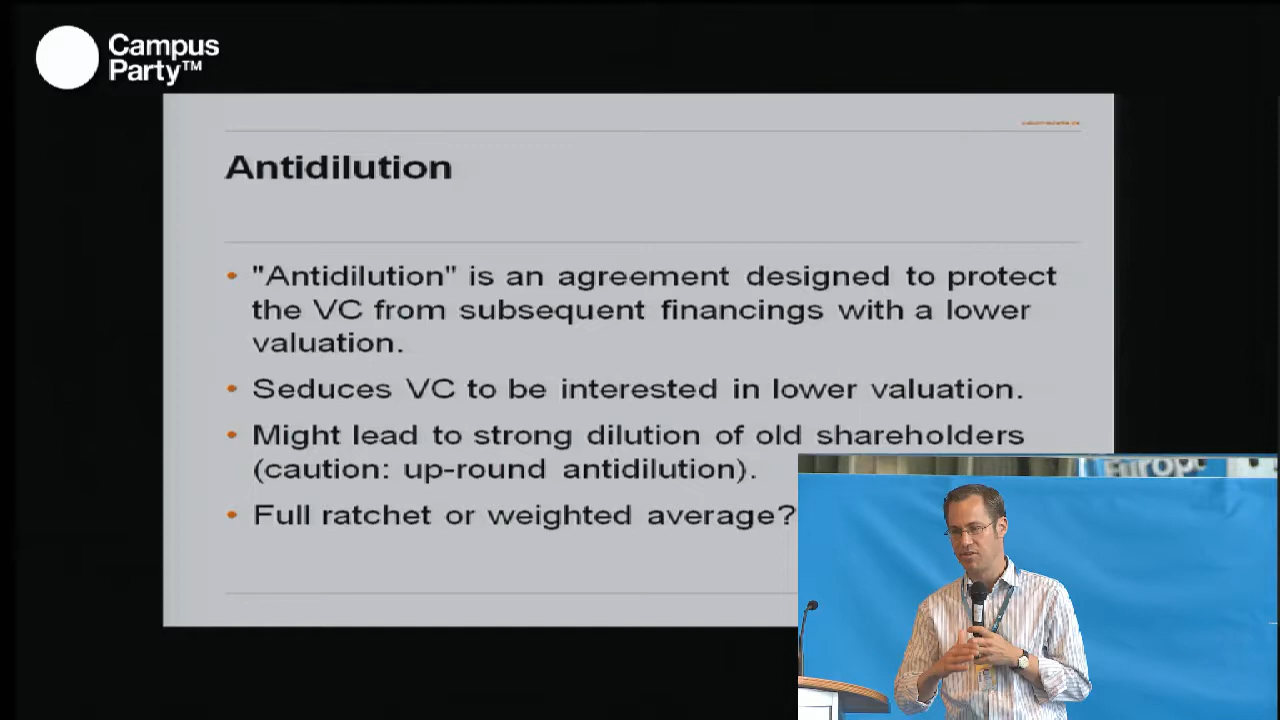 Campus
Party™
Antidilution
• "Antidilution" is an agreement designed to protect
the VC from subsequent financings with a lower
valuation.
• Seduces VC to be interested in lower valuation.
• Might lead to strong dilution of old shareholders
(caution: up-round antidilution).
• Full ratchet or weighted average?
Europe